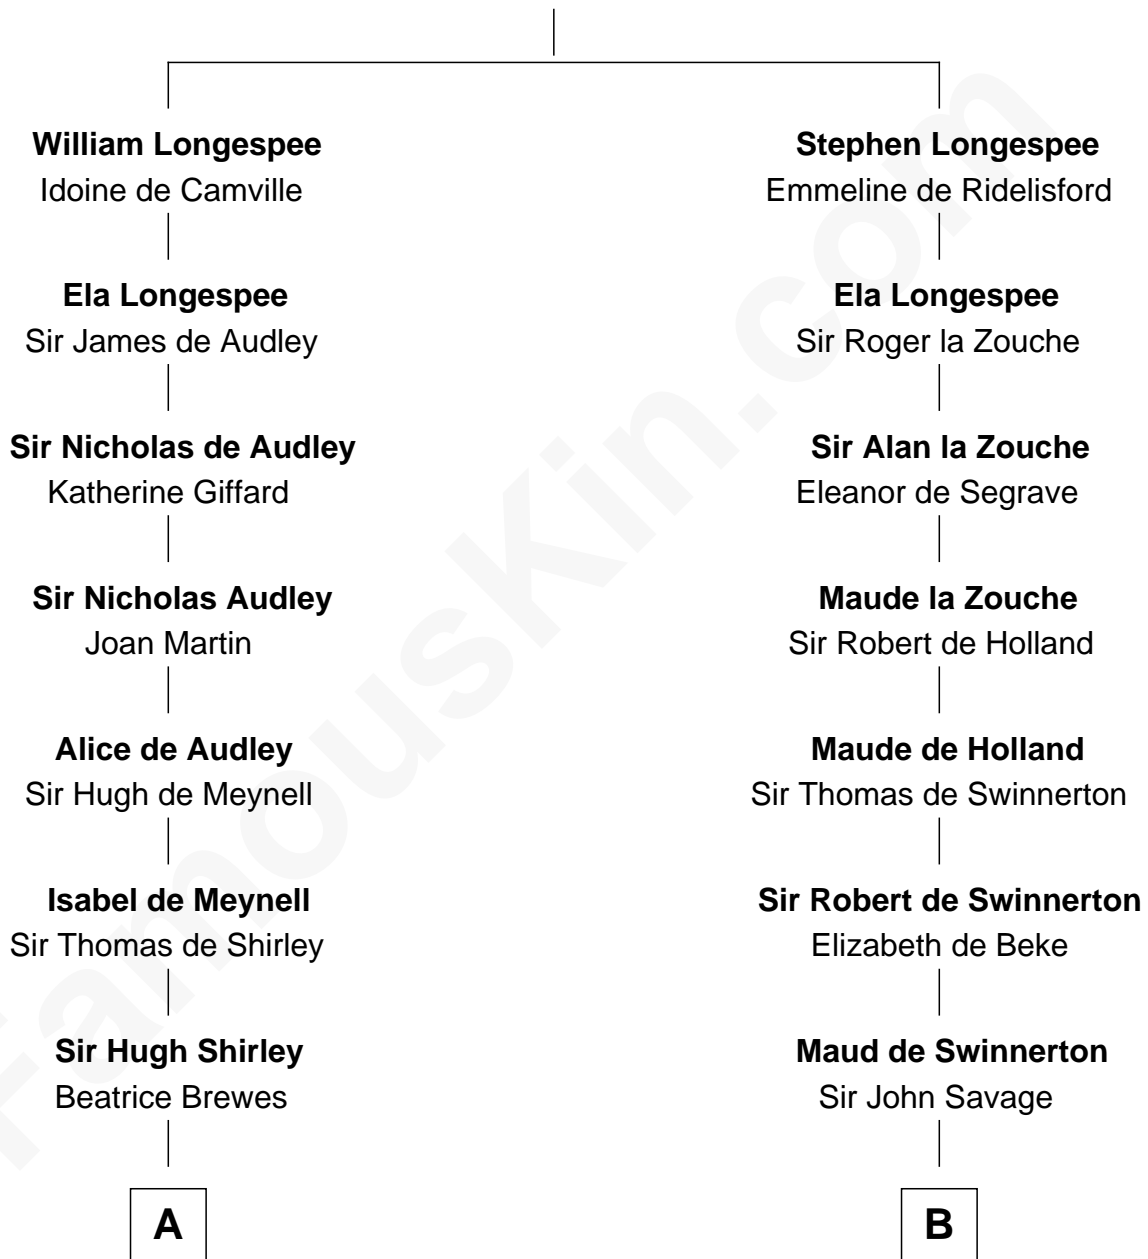 William Longespee
Idoine de Camville
Ela Longespee
Sir James de Audley
Sir Nicholas de Audley
Katherine Giffard
Sir Nicholas Audley
Joan Martin
Alice de Audley
Sir Hugh de Meynell
Isabel de Meynell
Sir Thomas de Shirley
Sir Hugh Shirley
Beatrice Brewes
A
Stephen Longespee
Emmeline de Ridelisford
Ela Longespee
Sir Roger la Zouche
Sir Alan la Zouche
Eleanor de Segrave
Maude la Zouche
Sir Robert de Holland
Maude de Holland
Sir Thomas de Swinnerton
Sir Robert de Swinnerton
Elizabeth de Beke
Maud de Swinnerton
Sir John Savage
B
FamousKin.com